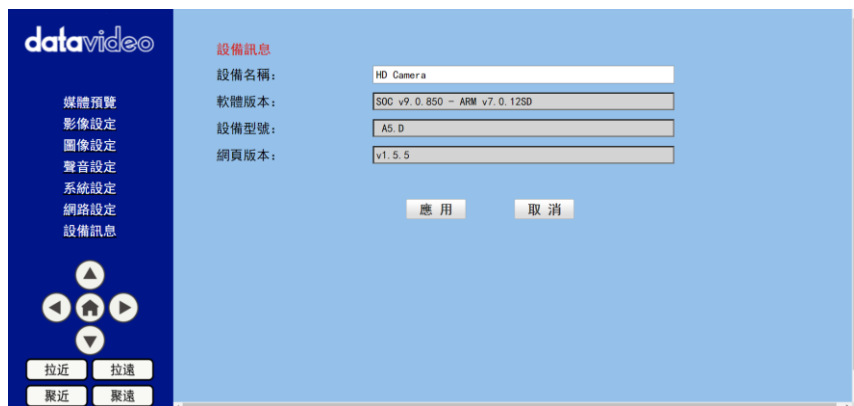 datavideo
媒體預覽
影像設定
圖像設定
聲音設定
系統設定
網路設定
設備訊息
拉近 拉遠
聚近 聚遠
設備訊息
設備名稱： HD Camera
軟體版本： SOC v9.0.850 - ARM v7.0.12SD
設備型號： A5.D
網頁版本： v1.5.5
應用 取消